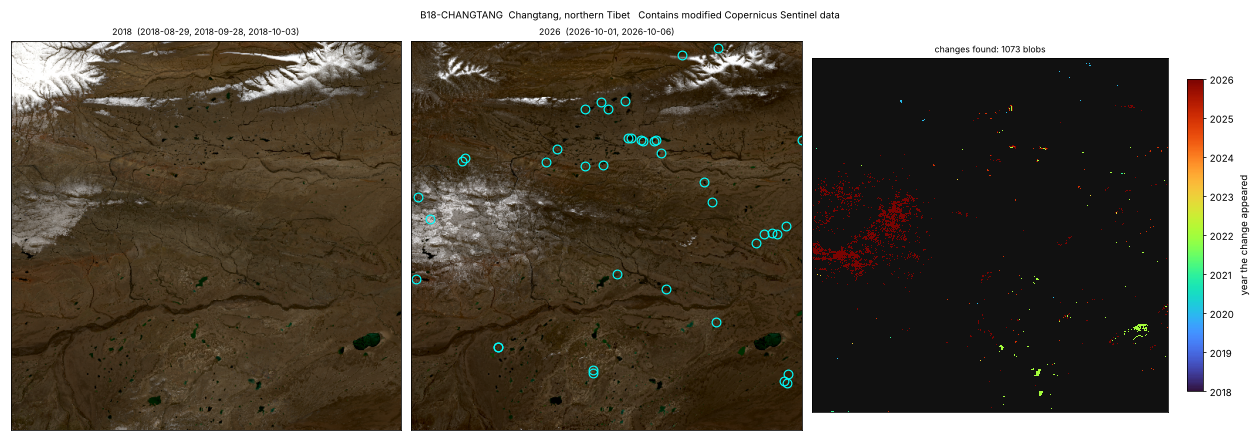 B18-CHANGTANG  Changtang, northern Tibet   Contains modified Copernicus Sentinel data
2018  (2018-08-29, 2018-09-28, 2018-10-03)
2026  (2026-10-01, 2026-10-06)
changes found: 1073 blobs
2026
2025
2024
2023
2022
2021
2020
2019
2018
year the change appeared